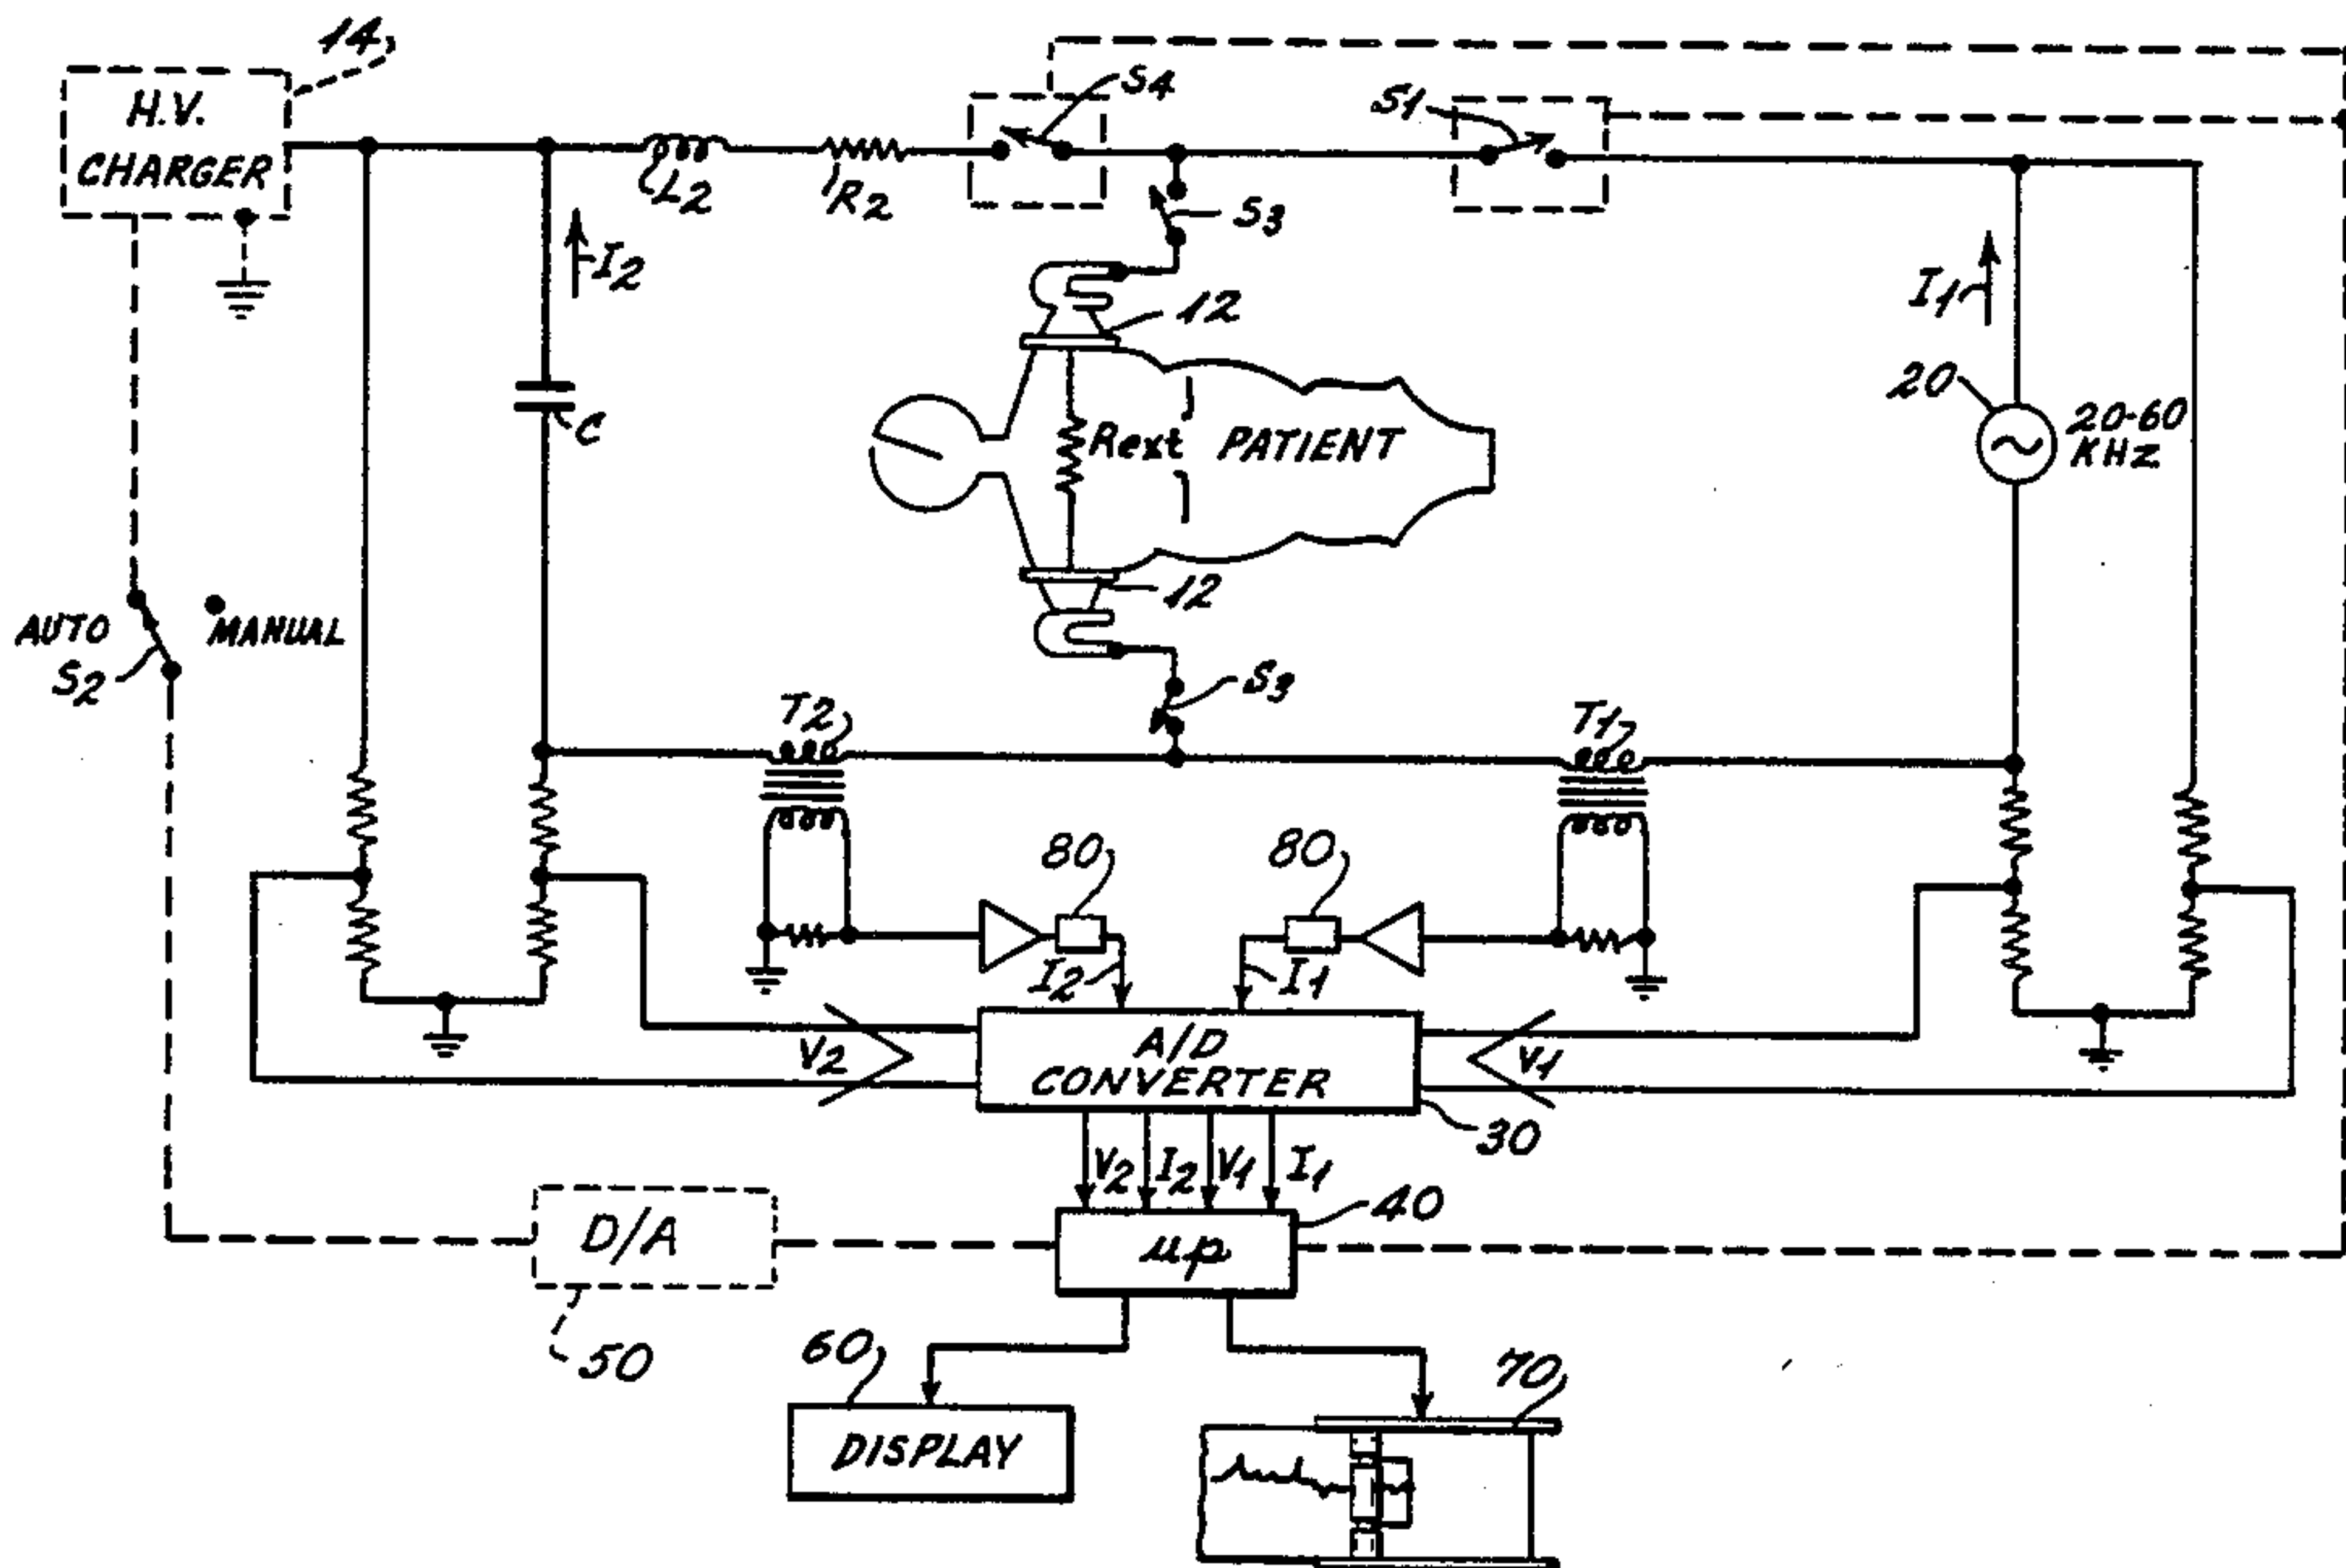 14
H.V.
CHARGER
S4
S1
L2
R2
S3
I2
12
I1
20
20-60
KHz
C
Rext
PATIENT
12
AUTO
MANUAL
S2
S3
T2
T1
80
80
I2
I1
V2
A/D
CONVERTER
V1
30
V2 I2 V1 I1
40
D/A
μp
50
60
70
DISPLAY